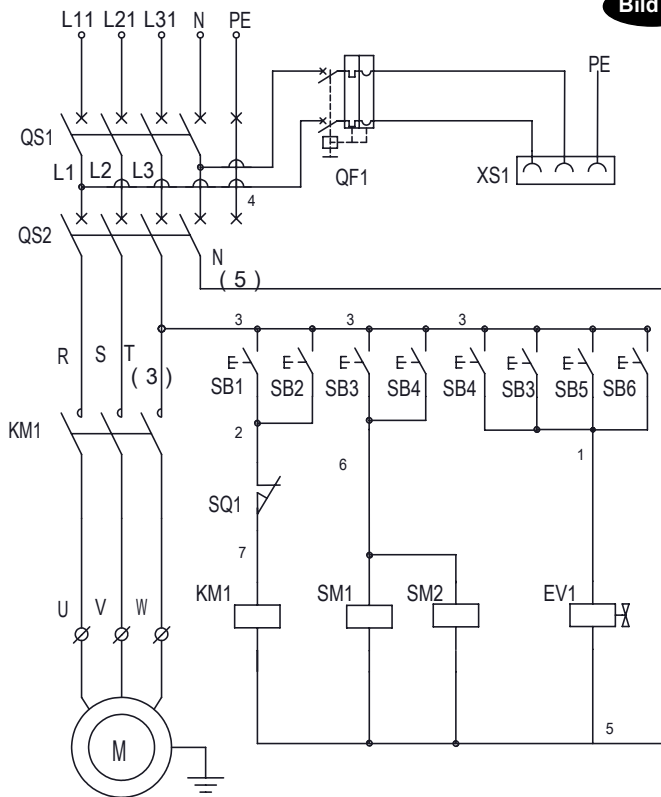 Bild
L11 L21 L31 N PE
PE
QS1
L1 L2 L3
QF1
XS1
4
QS2
N
(5)
3 3 3
R S T
(3)
SB1 SB2 SB3 SB4 SB4 SB3 SB5 SB6
KM1
2
6
1
SQ1
7
KM1 SM1 SM2 EV1
U V W
5
M